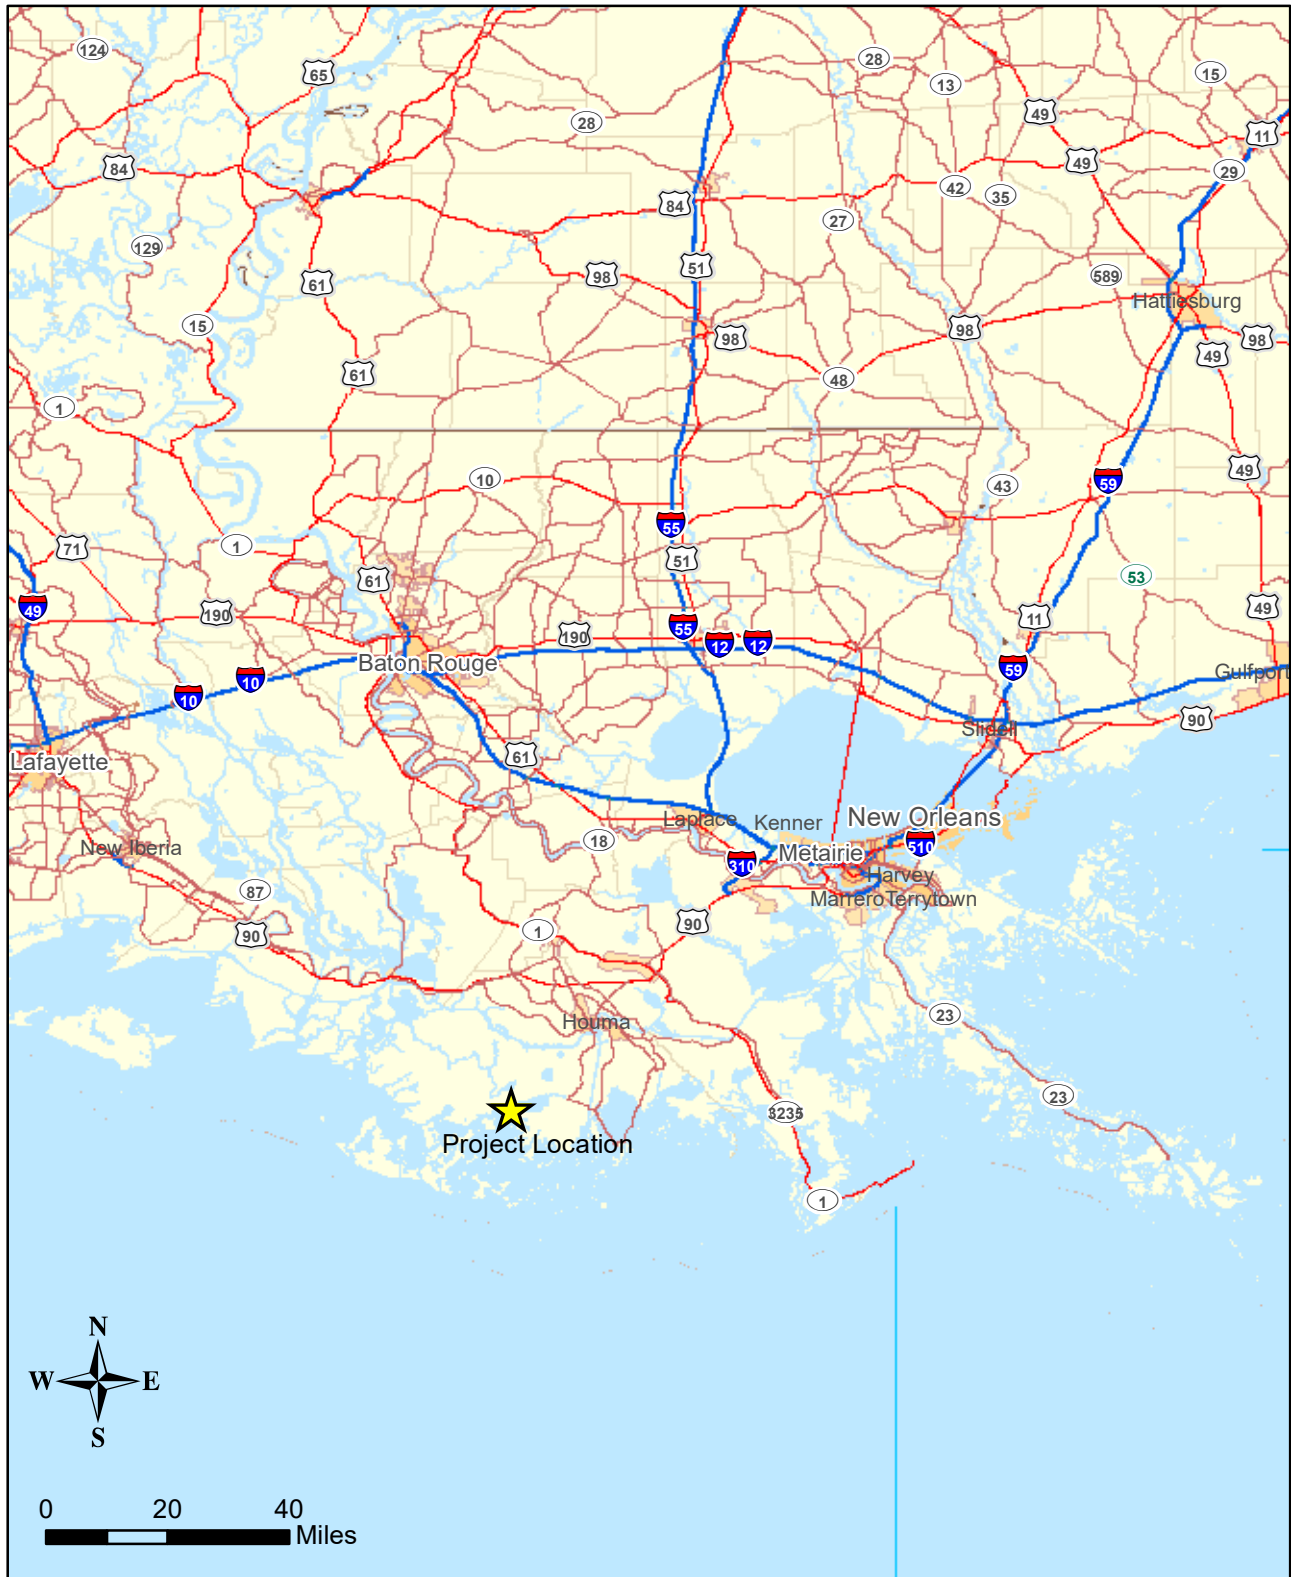 124
65
28
13
15
28
49
11
84
49
29
42
35
84
27
129
51
98
589
61
Hattiesburg
15
98
98
98
49
61
48
1
49
10
43
59
55
71
1
51
53
61
49
49
190
11
55
190
12
12
Baton Rouge
59
10
10
Gulfport
90
Slidell
61
Lafayette
Laplace
Kenner
New Orleans
18
510
New Iberia
Metairie
310
Harvey
87
Marrero
Terrytown
90
1
90
23
Houma
23
3235
Project Location
1
N
W
E
S
0 20 40
Miles